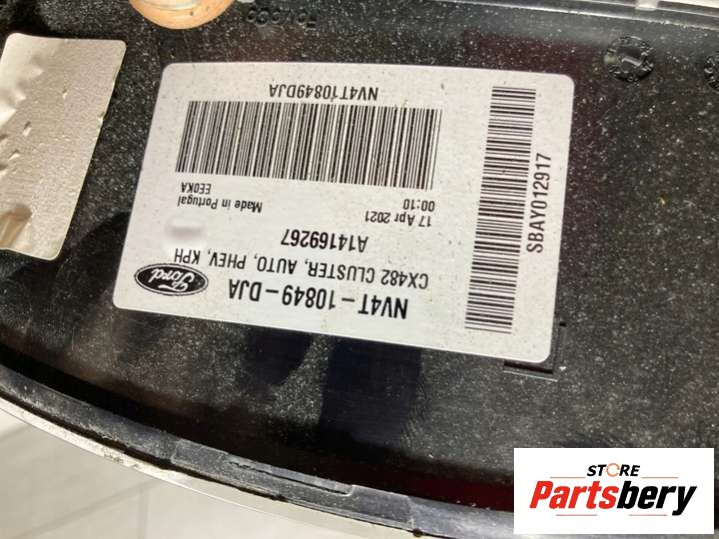 Ford
NV4T-10849-DJA
CX482 CLUSTER, AUTO, PHEV, KPH
A14169267
17 Apr 2021
00:10
Made in Portugal
EE0KA
NV4T10849DJA
SBAY012917
STORE
Partsbery